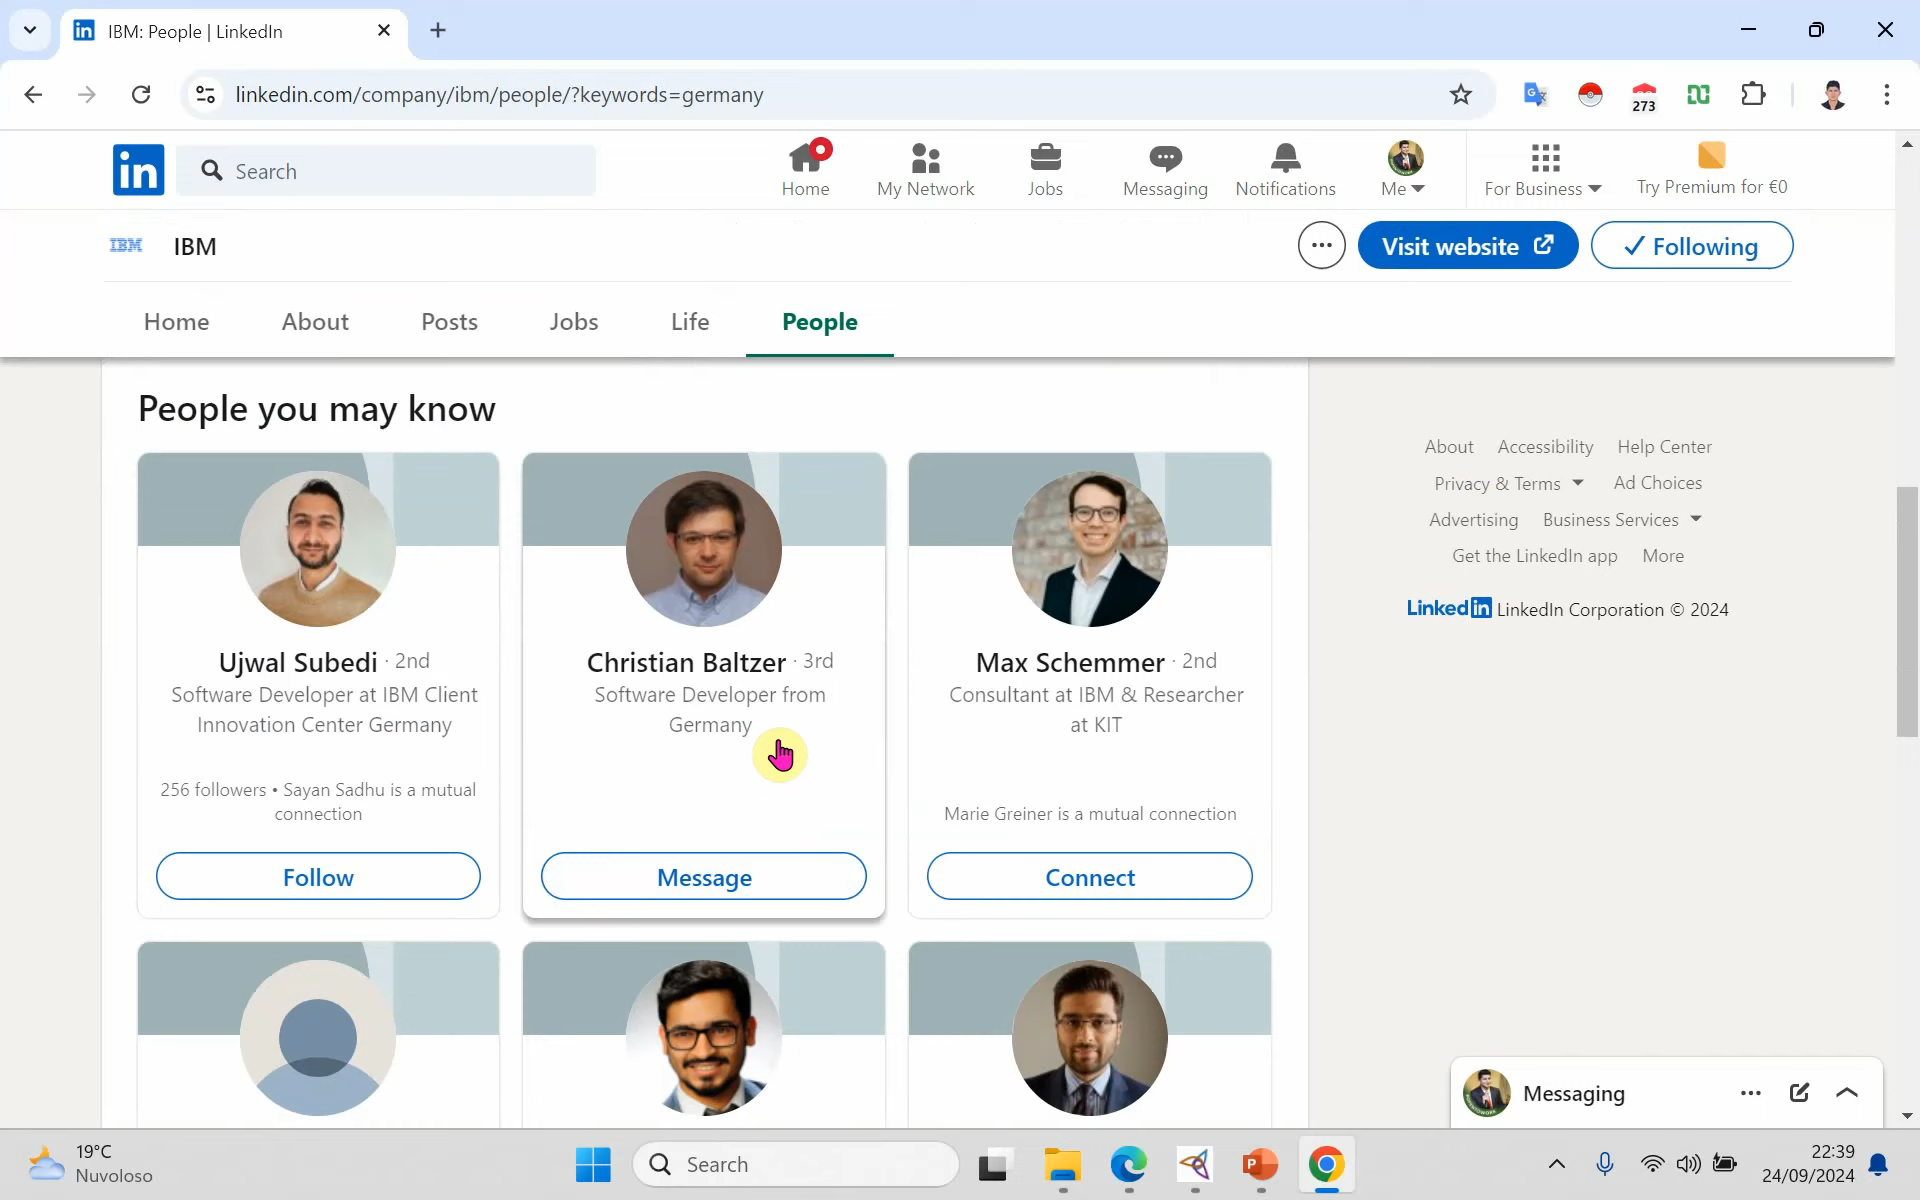 IBM: People | LinkedIn
linkedin.com/company/ibm/people/?keywords=germany
273
in
Search
Home
My Network
Jobs
Messaging
Notifications
Me
For Business
Try Premium for €0
IBM
IBM
Visit website
Following
Home
About
Posts
Jobs
Life
People
People you may know
Ujwal Subedi · 2nd
Software Developer at IBM Client
Innovation Center Germany
256 followers • Sayan Sadhu is a mutual
connection
Follow
Christian Baltzer · 3rd
Software Developer from
Germany
Message
Max Schemmer · 2nd
Consultant at IBM & Researcher
at KIT
Marie Greiner is a mutual connection
Connect
About Accessibility Help Center
Privacy & Terms Ad Choices
Advertising Business Services
Get the LinkedIn app More
LinkedIn LinkedIn Corporation © 2024
Messaging
19°C
Nuvoloso
Search
22:39
24/09/2024